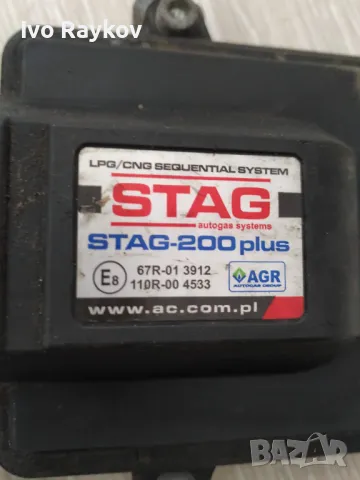 Ivo Raykov
LPG/CNG SEQUENTIAL SYSTEM
STAG
autogas systems
STAG-200 plus
E8
67R-01 3912
110R-00 4533
AGR
AUTOGAS GROUP
www.ac.com.pl
bazar